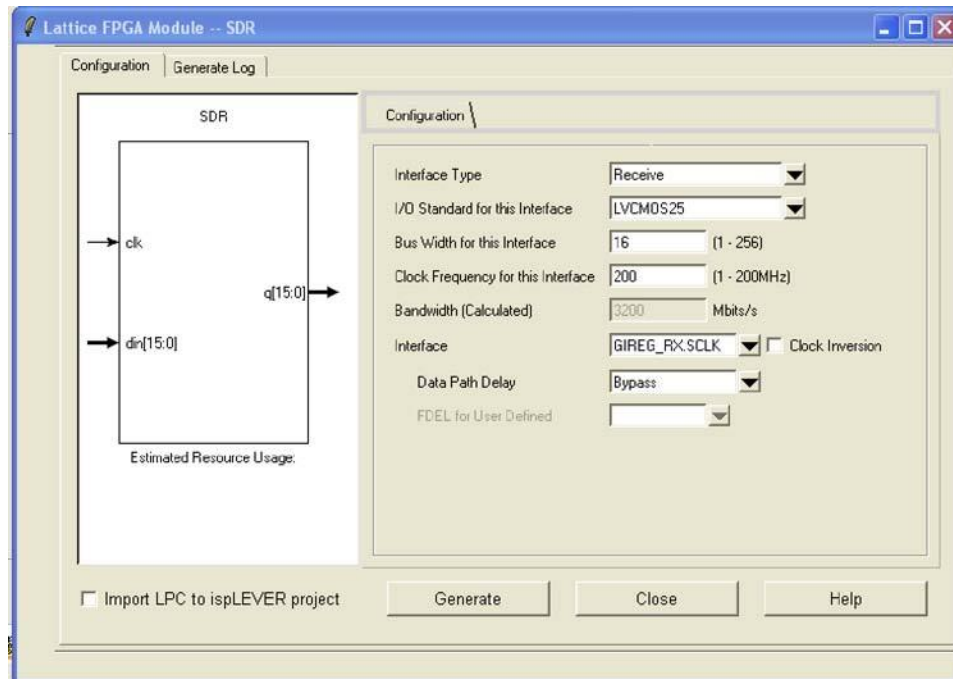 Lattice FPGA Module -- SDR
Configuration
Generate Log
SDR
clk
q[15:0]
din[15:0]
Estimated Resource Usage:
Configuration
Interface Type
Receive
I/O Standard for this Interface
LVCMOS25
Bus Width for this Interface
16
(1 - 256)
Clock Frequency for this Interface
200
(1 - 200MHz)
Bandwidth (Calculated)
3200
Mbits/s
Interface
GIREG_RX.SCLK
Clock Inversion
Data Path Delay
Bypass
FDEL for User Defined
Import LPC to ispLEVER project
Generate
Close
Help